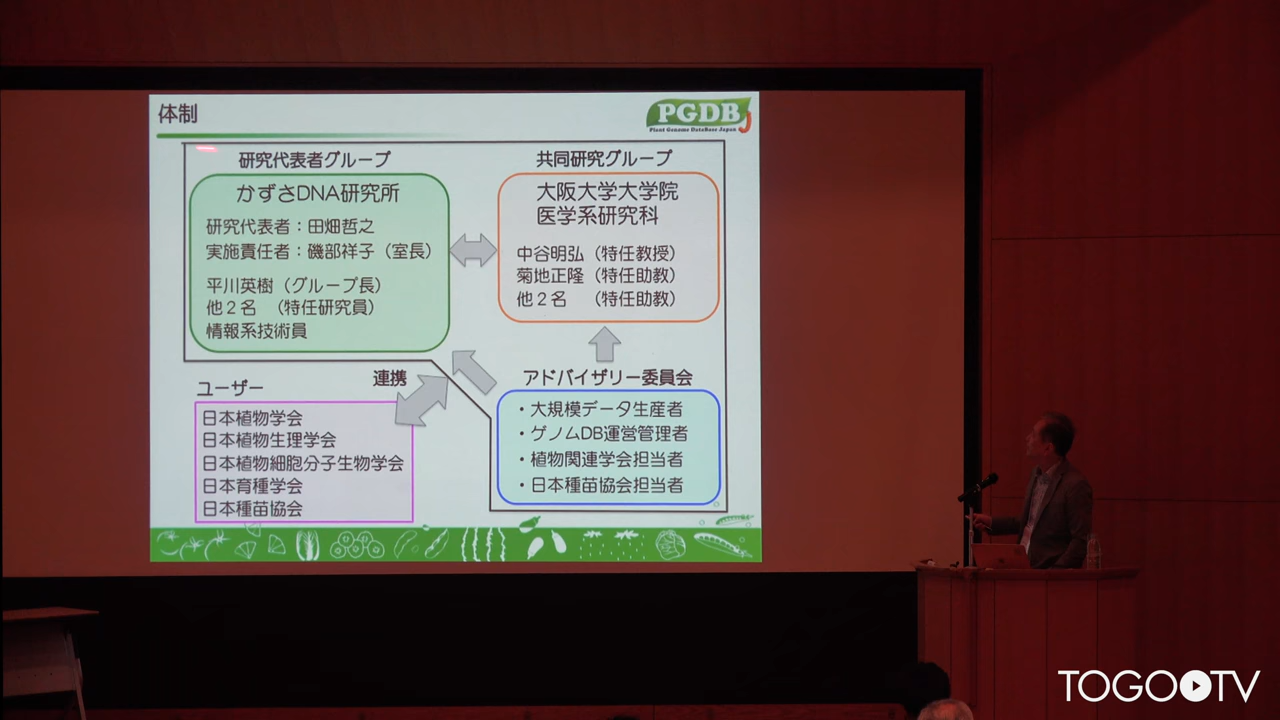 体制
PGDB
Plant Genome DataBase Japan
J
研究代表者グループ
かずさDNA研究所
研究代表者：田畑哲之
実施責任者：磯部祥子（室長）
平川英樹（グループ長）
他２名　（特任研究員）
情報系技術員
共同研究グループ
大阪大学大学院
医学系研究科
中谷明弘（特任教授）
菊地正隆（特任助教）
他２名　（特任助教）
連携
ユーザー
日本植物学会
日本植物生理学会
日本植物細胞分子生物学会
日本育種学会
日本種苗協会
アドバイザリー委員会
・大規模データ生産者
・ゲノムDB運営管理者
・植物関連学会担当者
・日本種苗協会担当者
TOGO TV